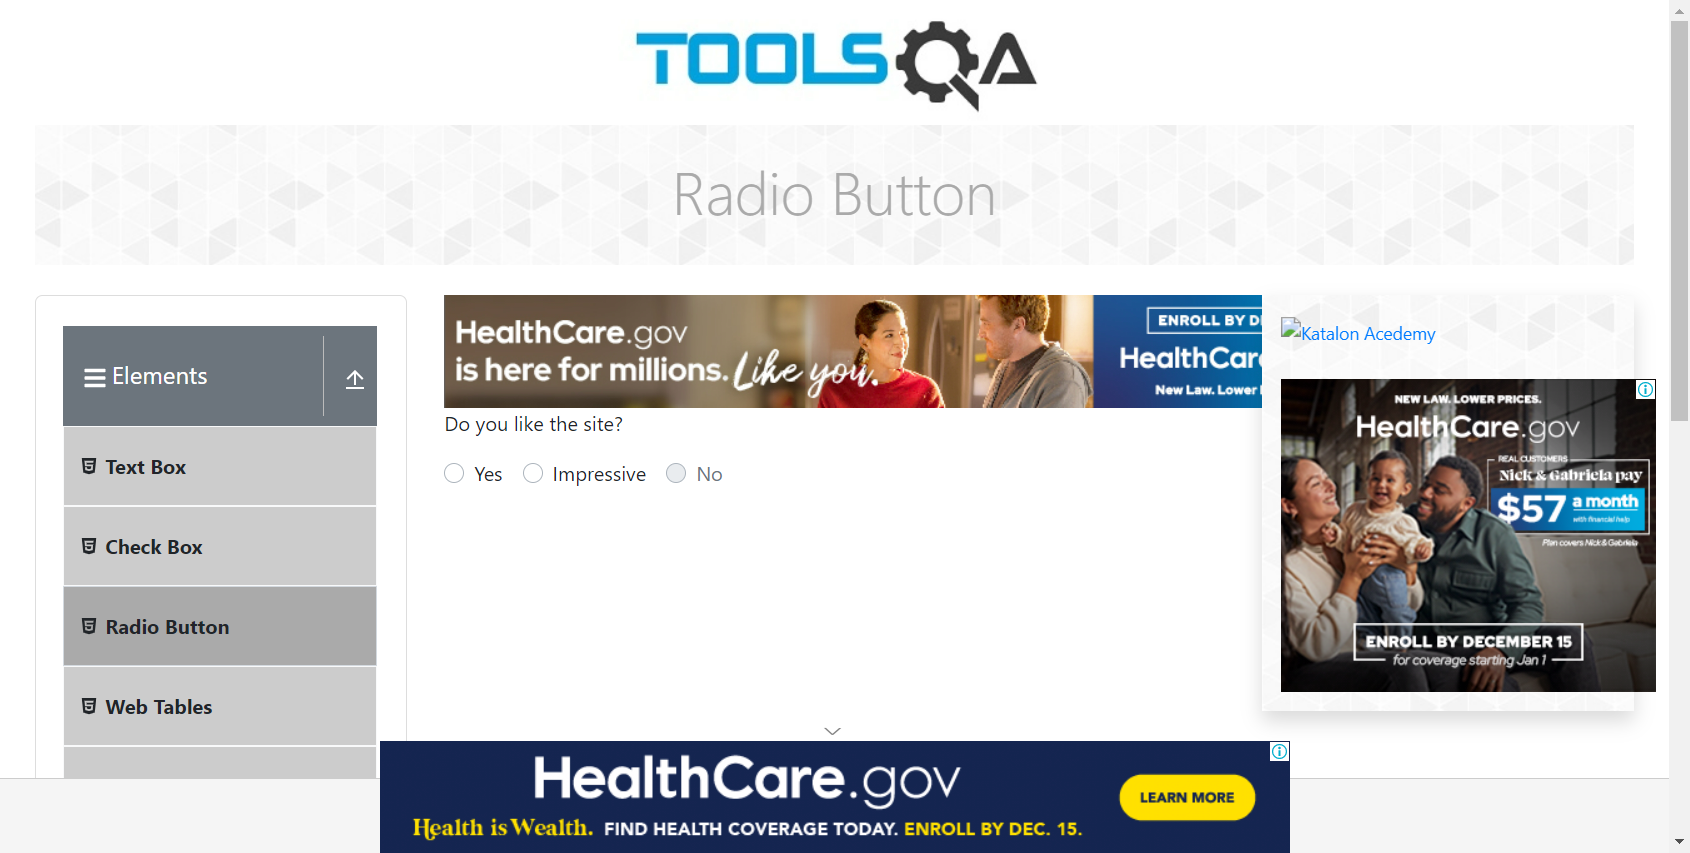 TOOLSQA
Radio Button
Elements
Text Box
Check Box
Radio Button
Web Tables
HealthCare.gov
is here for millions. Like you.
ENROLL BY D
HealthCare
New Law. Lower
Do you like the site?
Yes
Impressive
No
Katalon Acedemy
NEW LAW. LOWER PRICES.
HealthCare.gov
REAL CUSTOMERS
Nick & Gabriela pay
$57 a month
with financial help
Plan covers Nick & Gabriela
ENROLL BY DECEMBER 15
for coverage starting Jan 1
HealthCare.gov
Health is Wealth. FIND HEALTH COVERAGE TODAY. ENROLL BY DEC. 15.
LEARN MORE